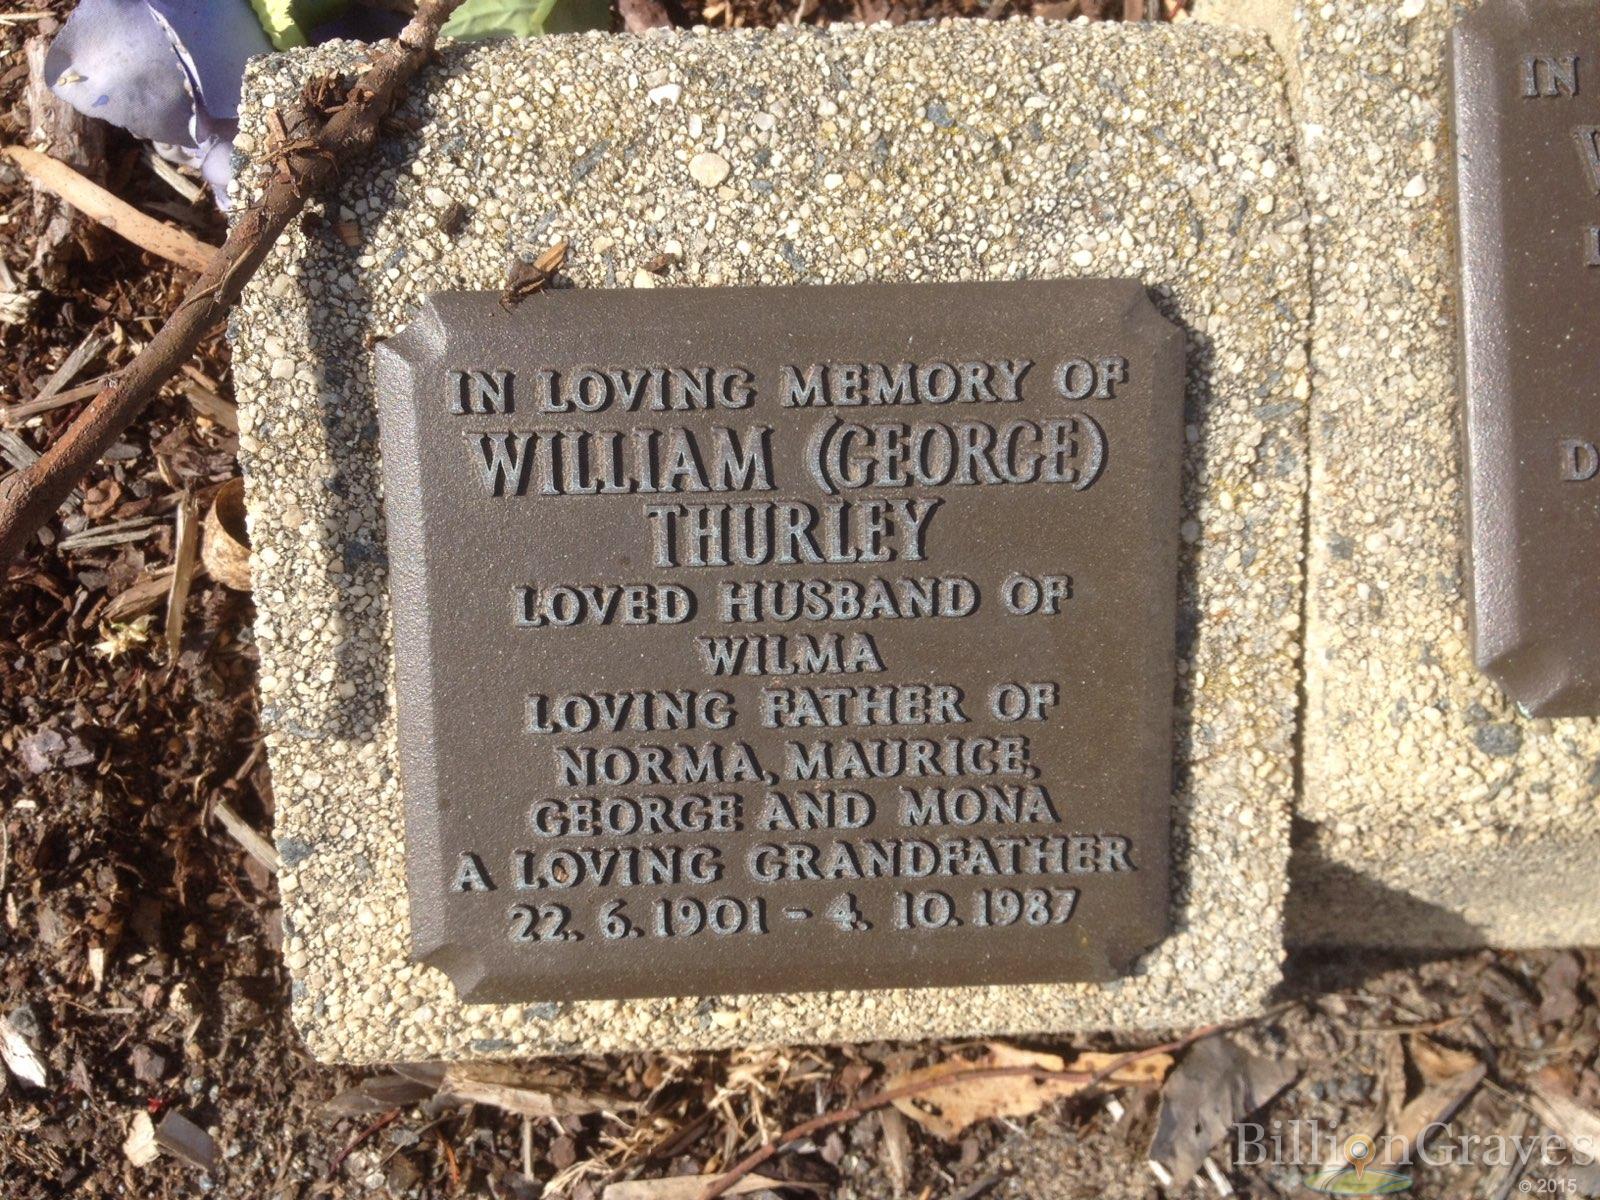 IN LOVING MEMORY OF
WILLIAM (GEORGE)
THURLEY
LOVED HUSBAND OF
WILMA
LOVING FATHER OF
NORMA, MAURICE,
GEORGE AND MONA
A LOVING GRANDFATHER
22. 6. 1901 - 4. 10. 1987
IN
BillionGraves
© 2015